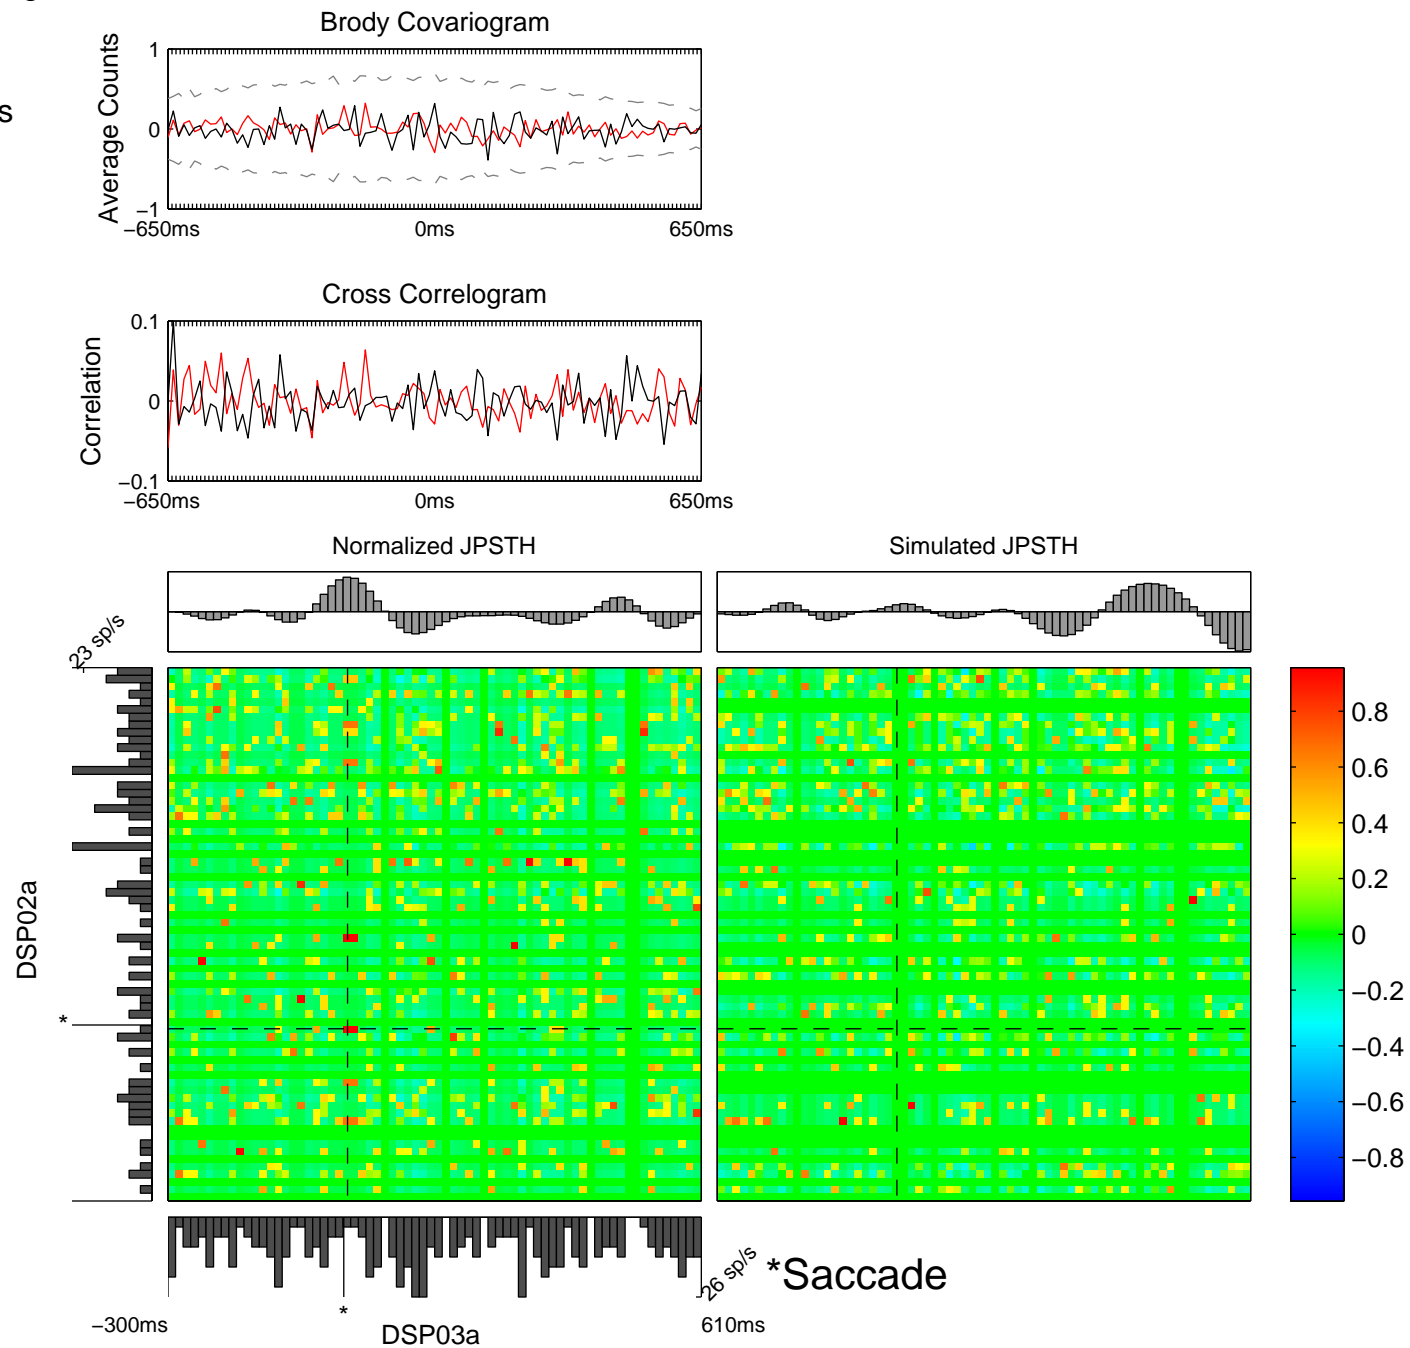 Brody Covariogram
Average Counts
1
0
−1
−650ms
0ms
650ms
s
Cross Correlogram
Correlation
0.1
0
−0.1
−650ms
0ms
650ms
Normalized JPSTH
Simulated JPSTH
23 sp/s
DSP02a
*
0.8
0.6
0.4
0.2
0
−0.2
−0.4
−0.6
−0.8
26 sp/s
*Saccade
*
−300ms
DSP03a
610ms